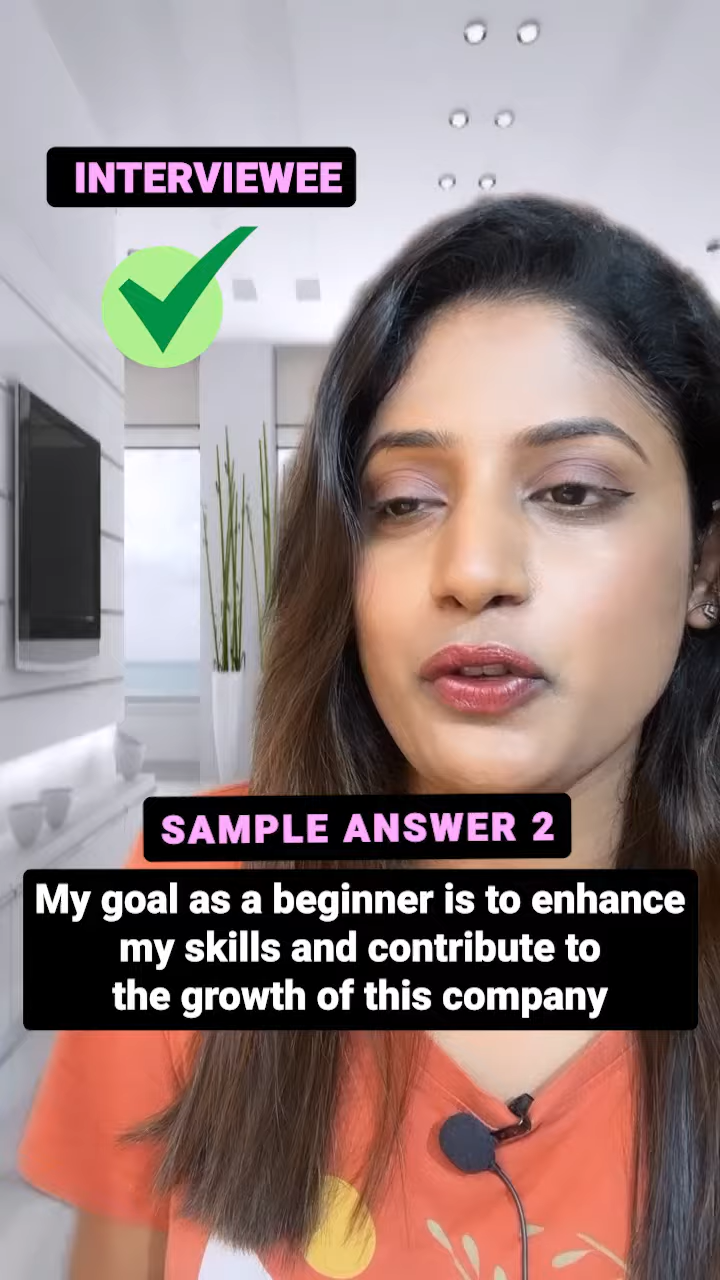 INTERVIEWEE
SAMPLE ANSWER 2
My goal as a beginner is to enhance
my skills and contribute to
the growth of this company